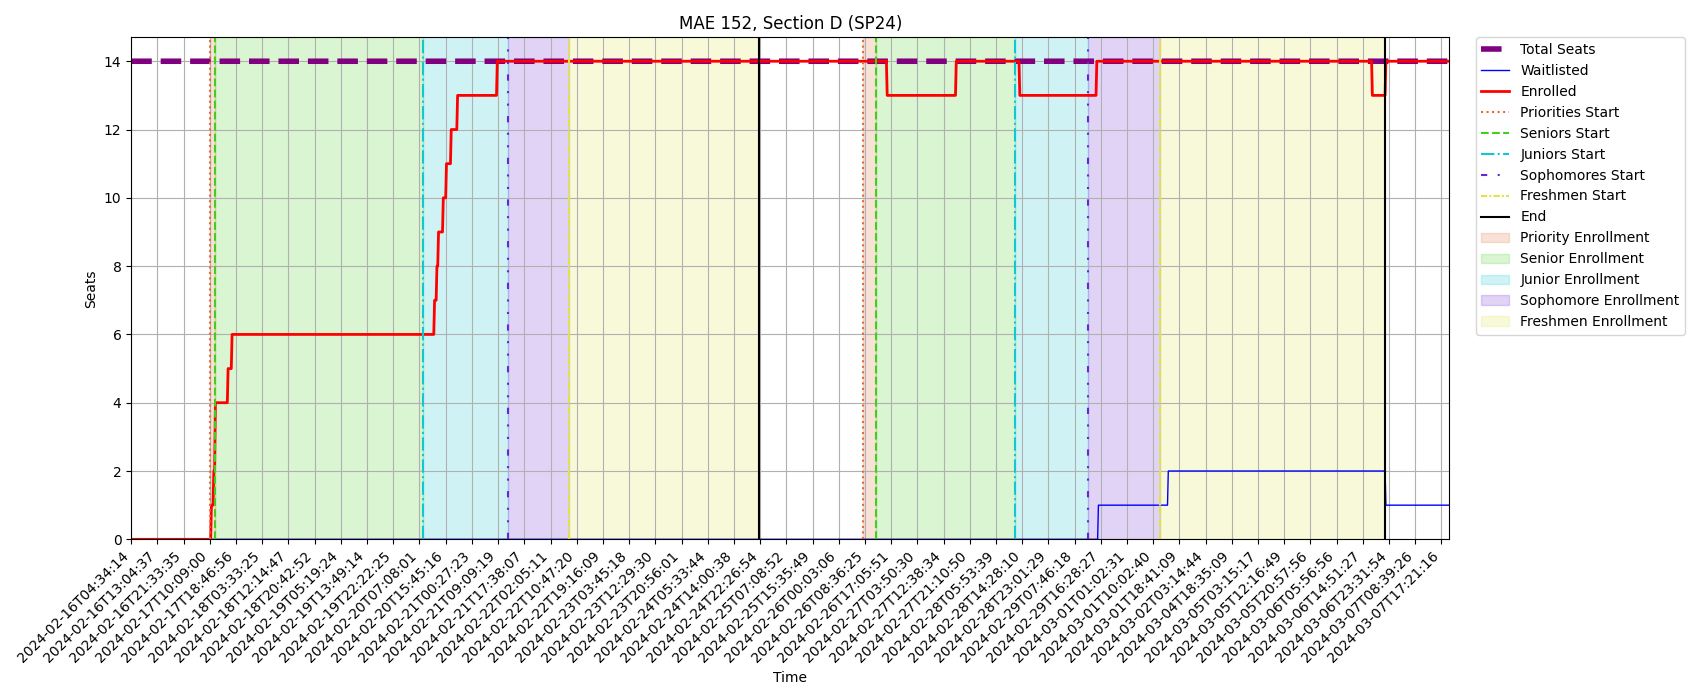 MAE 152, Section D (SP24)
Seats
14
12
10
8
6
4
2
0
2024-02-16T04:34:14
2024-02-16T13:04:37
2024-02-16T21:33:35
2024-02-17T10:09:00
2024-02-17T18:46:56
2024-02-18T03:33:25
2024-02-18T12:14:47
2024-02-18T20:42:52
2024-02-19T05:19:24
2024-02-19T13:49:14
2024-02-19T22:22:25
2024-02-20T07:08:01
2024-02-20T15:45:16
2024-02-21T00:27:23
2024-02-21T09:09:19
2024-02-21T17:38:07
2024-02-22T02:05:11
2024-02-22T10:47:20
2024-02-22T19:16:09
2024-02-23T03:45:18
2024-02-23T12:29:30
2024-02-23T20:56:01
2024-02-24T05:33:44
2024-02-24T14:00:38
2024-02-24T22:26:54
2024-02-25T07:08:52
2024-02-25T15:35:49
2024-02-26T00:03:06
2024-02-26T08:36:25
2024-02-26T17:05:51
2024-02-27T03:50:30
2024-02-27T12:38:34
2024-02-27T21:10:50
2024-02-28T05:53:39
2024-02-28T14:28:10
2024-02-28T23:01:29
2024-02-29T07:46:18
2024-02-29T16:28:27
2024-03-01T01:02:31
2024-03-01T10:02:40
2024-03-01T18:41:09
2024-03-02T03:14:44
2024-03-04T18:35:09
2024-03-05T03:15:17
2024-03-05T12:16:49
2024-03-05T20:57:56
2024-03-06T05:56:56
2024-03-06T14:51:27
2024-03-06T23:31:54
2024-03-07T08:39:26
2024-03-07T17:21:16
Time
Total Seats
Waitlisted
Enrolled
Priorities Start
Seniors Start
Juniors Start
Sophomores Start
Freshmen Start
End
Priority Enrollment
Senior Enrollment
Junior Enrollment
Sophomore Enrollment
Freshmen Enrollment